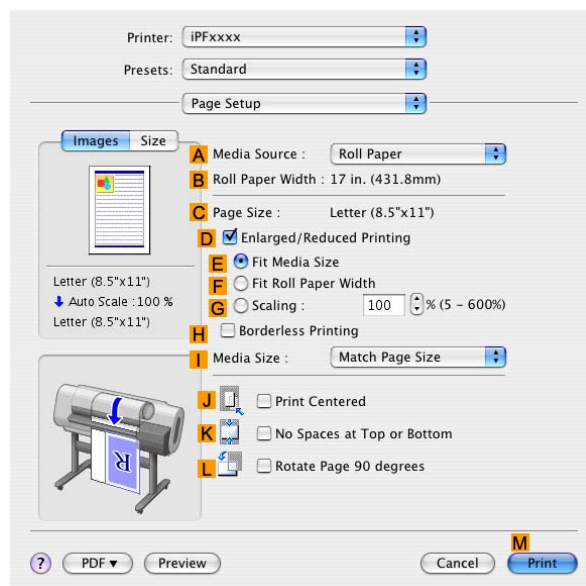 Printer: iPFxxxx
Presets: Standard
Page Setup
Images Size
A Media Source : Roll Paper
B Roll Paper Width : 17 in. (431.8mm)
C Page Size : Letter (8.5"x11")
D Enlarged/Reduced Printing
E Fit Media Size
F Fit Roll Paper Width
G Scaling : 100 % (5 – 600%)
H Borderless Printing
I Media Size : Match Page Size
Letter (8.5"x11")
Auto Scale :100 %
Letter (8.5"x11")
J Print Centered
K No Spaces at Top or Bottom
L Rotate Page 90 degrees
R
M
? PDF Preview Cancel Print